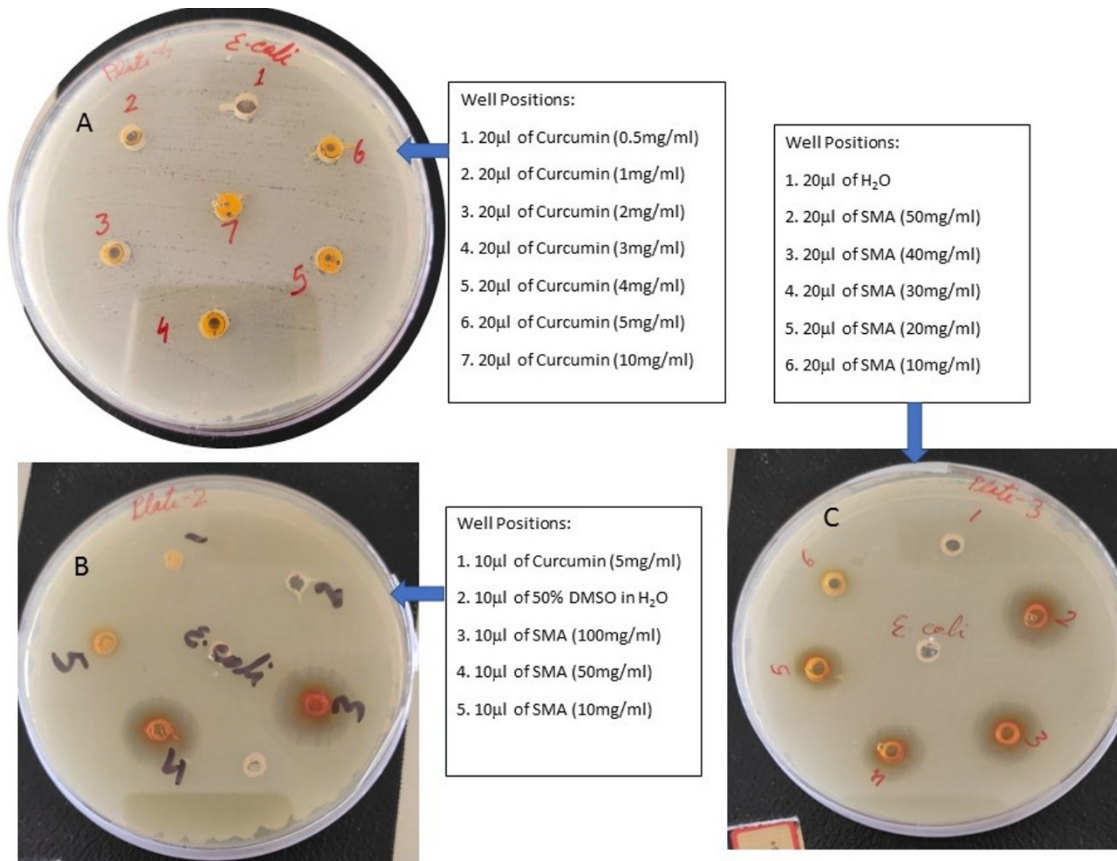 Plate-4
E.coli
A
1
2
3
4
5
6
7
Well Positions:
1. 20µl of Curcumin (0.5mg/ml)
2. 20µl of Curcumin (1mg/ml)
3. 20µl of Curcumin (2mg/ml)
4. 20µl of Curcumin (3mg/ml)
5. 20µl of Curcumin (4mg/ml)
6. 20µl of Curcumin (5mg/ml)
7. 20µl of Curcumin (10mg/ml)
Well Positions:
1. 20µl of H₂O
2. 20µl of SMA (50mg/ml)
3. 20µl of SMA (40mg/ml)
4. 20µl of SMA (30mg/ml)
5. 20µl of SMA (20mg/ml)
6. 20µl of SMA (10mg/ml)
Plate-2
B
1
2
E.coli
5
3
4
Well Positions:
1. 10µl of Curcumin (5mg/ml)
2. 10µl of 50% DMSO in H₂O
3. 10µl of SMA (100mg/ml)
4. 10µl of SMA (50mg/ml)
5. 10µl of SMA (10mg/ml)
Plate-3
C
1
6
2
E.coli
5
3
4